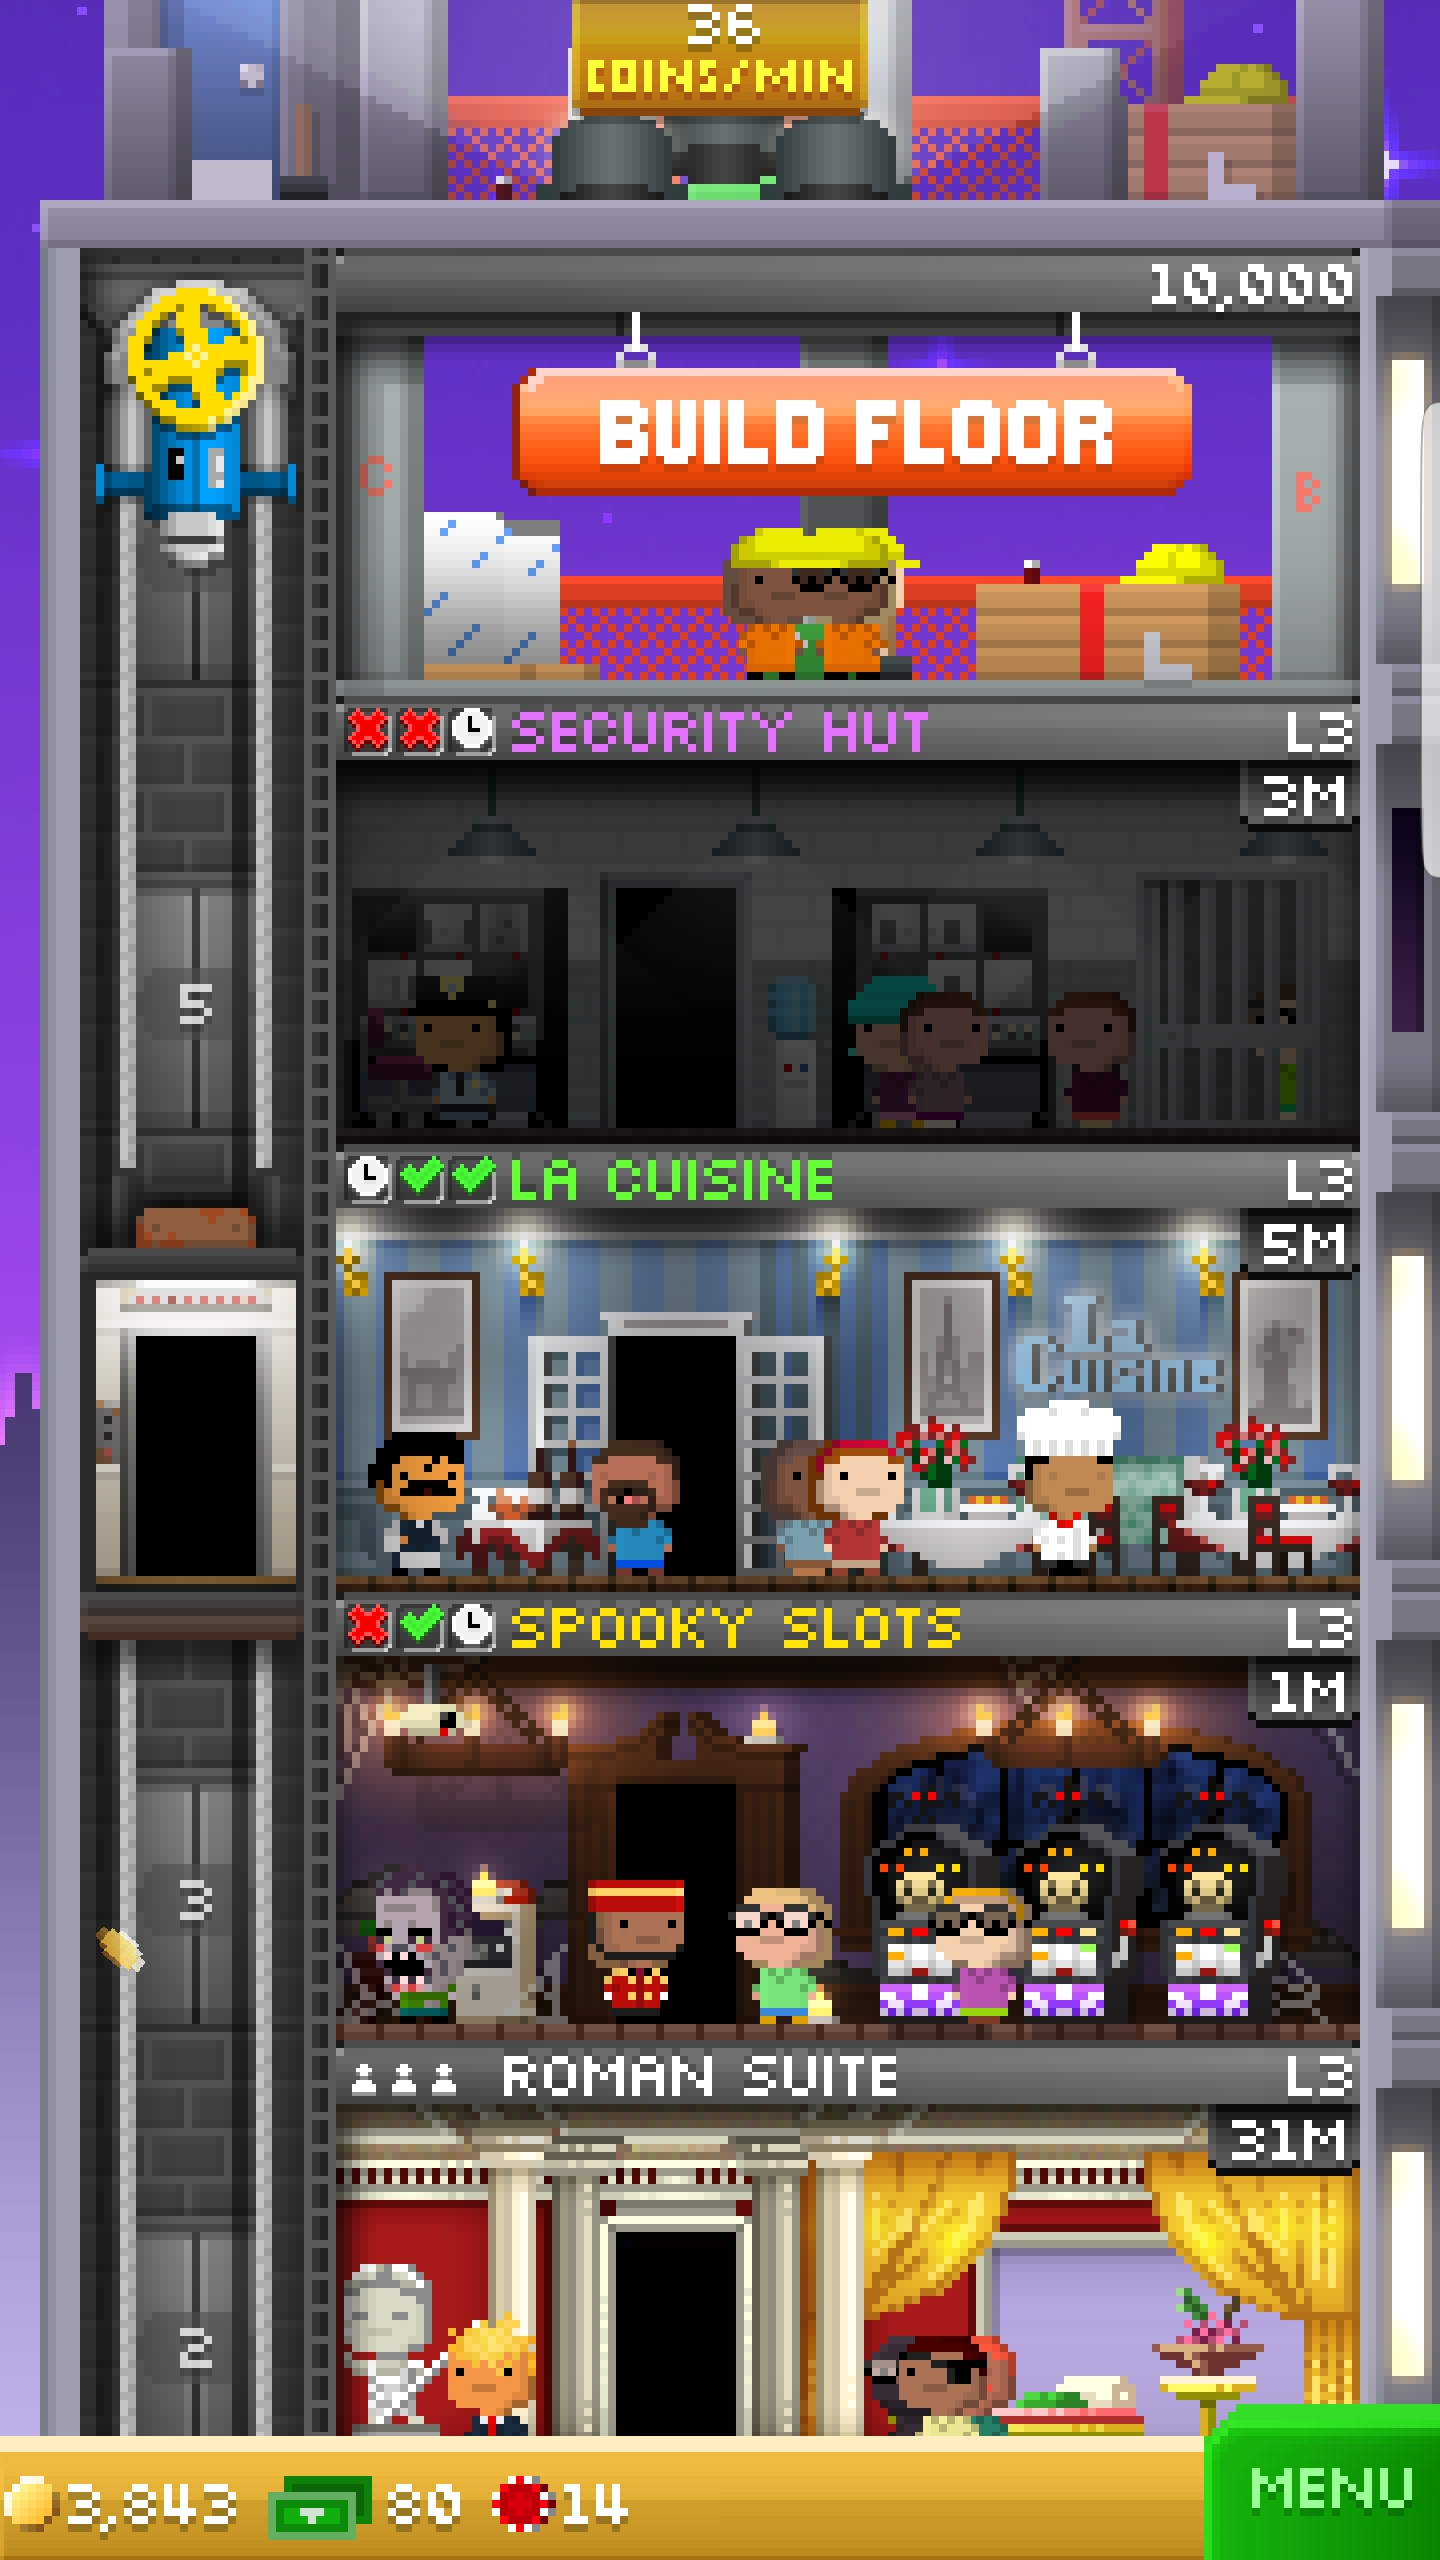 36
COINS/MIN
10,000
BUILD FLOOR
C
B
SECURITY HUT
L3
3M
5
LA CUISINE
L3
5M
La
Cuisine
SPOOKY SLOTS
L3
1M
3
ROMAN SUITE
L3
31M
2
3,843
80
14
MENU